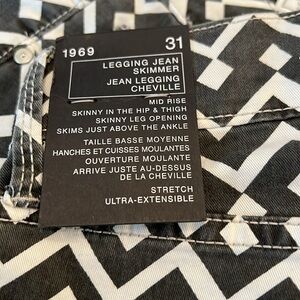 1969 31
LEGGING JEAN
SKIMMER
JEAN LEGGING
CHEVILLE
MID RISE
SKINNY IN THE HIP & THIGH
SKINNY LEG OPENING
SKIMS JUST ABOVE THE ANKLE
TAILLE BASSE MOYENNE
HANCHES ET CUISSES MOULANTES
OUVERTURE MOULANTE
ARRIVE JUSTE AU-DESSUS
DE LA CHEVILLE
STRETCH
ULTRA-EXTENSIBLE